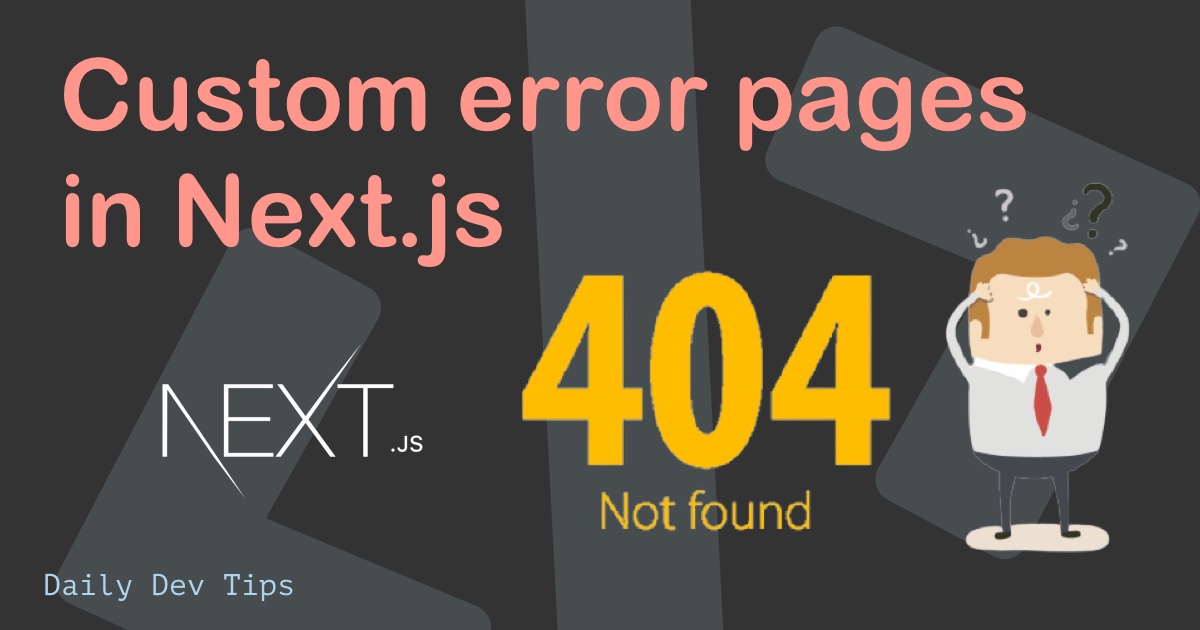 Custom error pages
in Next.js
NEXT.JS
404
Not found
Daily Dev Tips